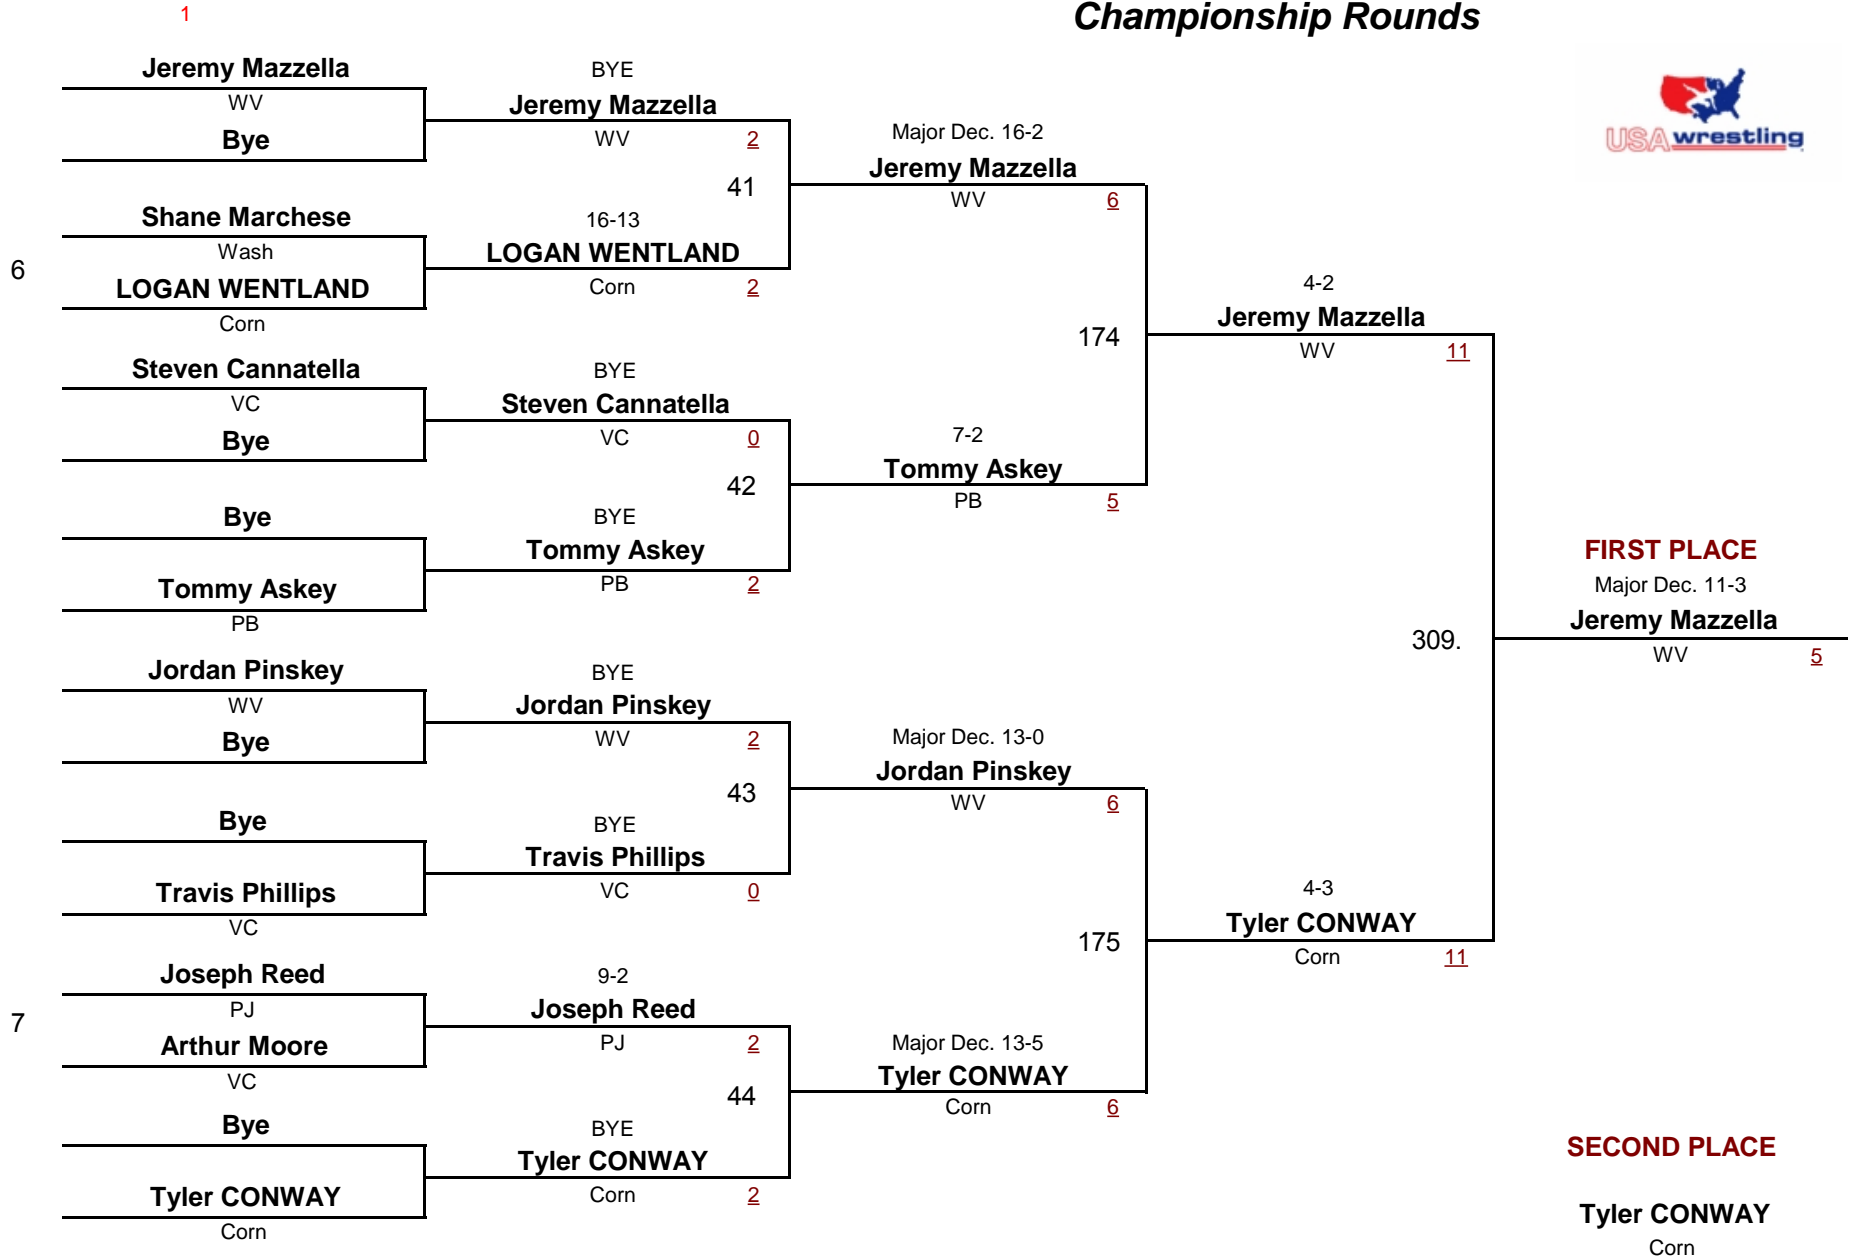 1
Championship Rounds
Jeremy Mazzella
WV
Bye
6
Shane Marchese
Wash
LOGAN WENTLAND
Corn
Steven Cannatella
VC
Bye
Bye
Tommy Askey
PB
Jordan Pinskey
WV
Bye
Bye
Travis Phillips
VC
7
Joseph Reed
PJ
Arthur Moore
VC
Bye
Tyler CONWAY
Corn
BYE
Jeremy Mazzella
WV 2
41
16-13
LOGAN WENTLAND
Corn 2
BYE
Steven Cannatella
VC 0
42
BYE
Tommy Askey
PB 2
BYE
Jordan Pinskey
WV 2
43
BYE
Travis Phillips
VC 0
9-2
Joseph Reed
PJ 2
44
BYE
Tyler CONWAY
Corn 2
Major Dec. 16-2
Jeremy Mazzella
WV 6
174
7-2
Tommy Askey
PB 5
Major Dec. 13-0
Jordan Pinskey
WV 6
175
Major Dec. 13-5
Tyler CONWAY
Corn 6
4-2
Jeremy Mazzella
WV 11
309.
4-3
Tyler CONWAY
Corn 11
USA wrestling
FIRST PLACE
Major Dec. 11-3
Jeremy Mazzella
WV 5
SECOND PLACE
Tyler CONWAY
Corn